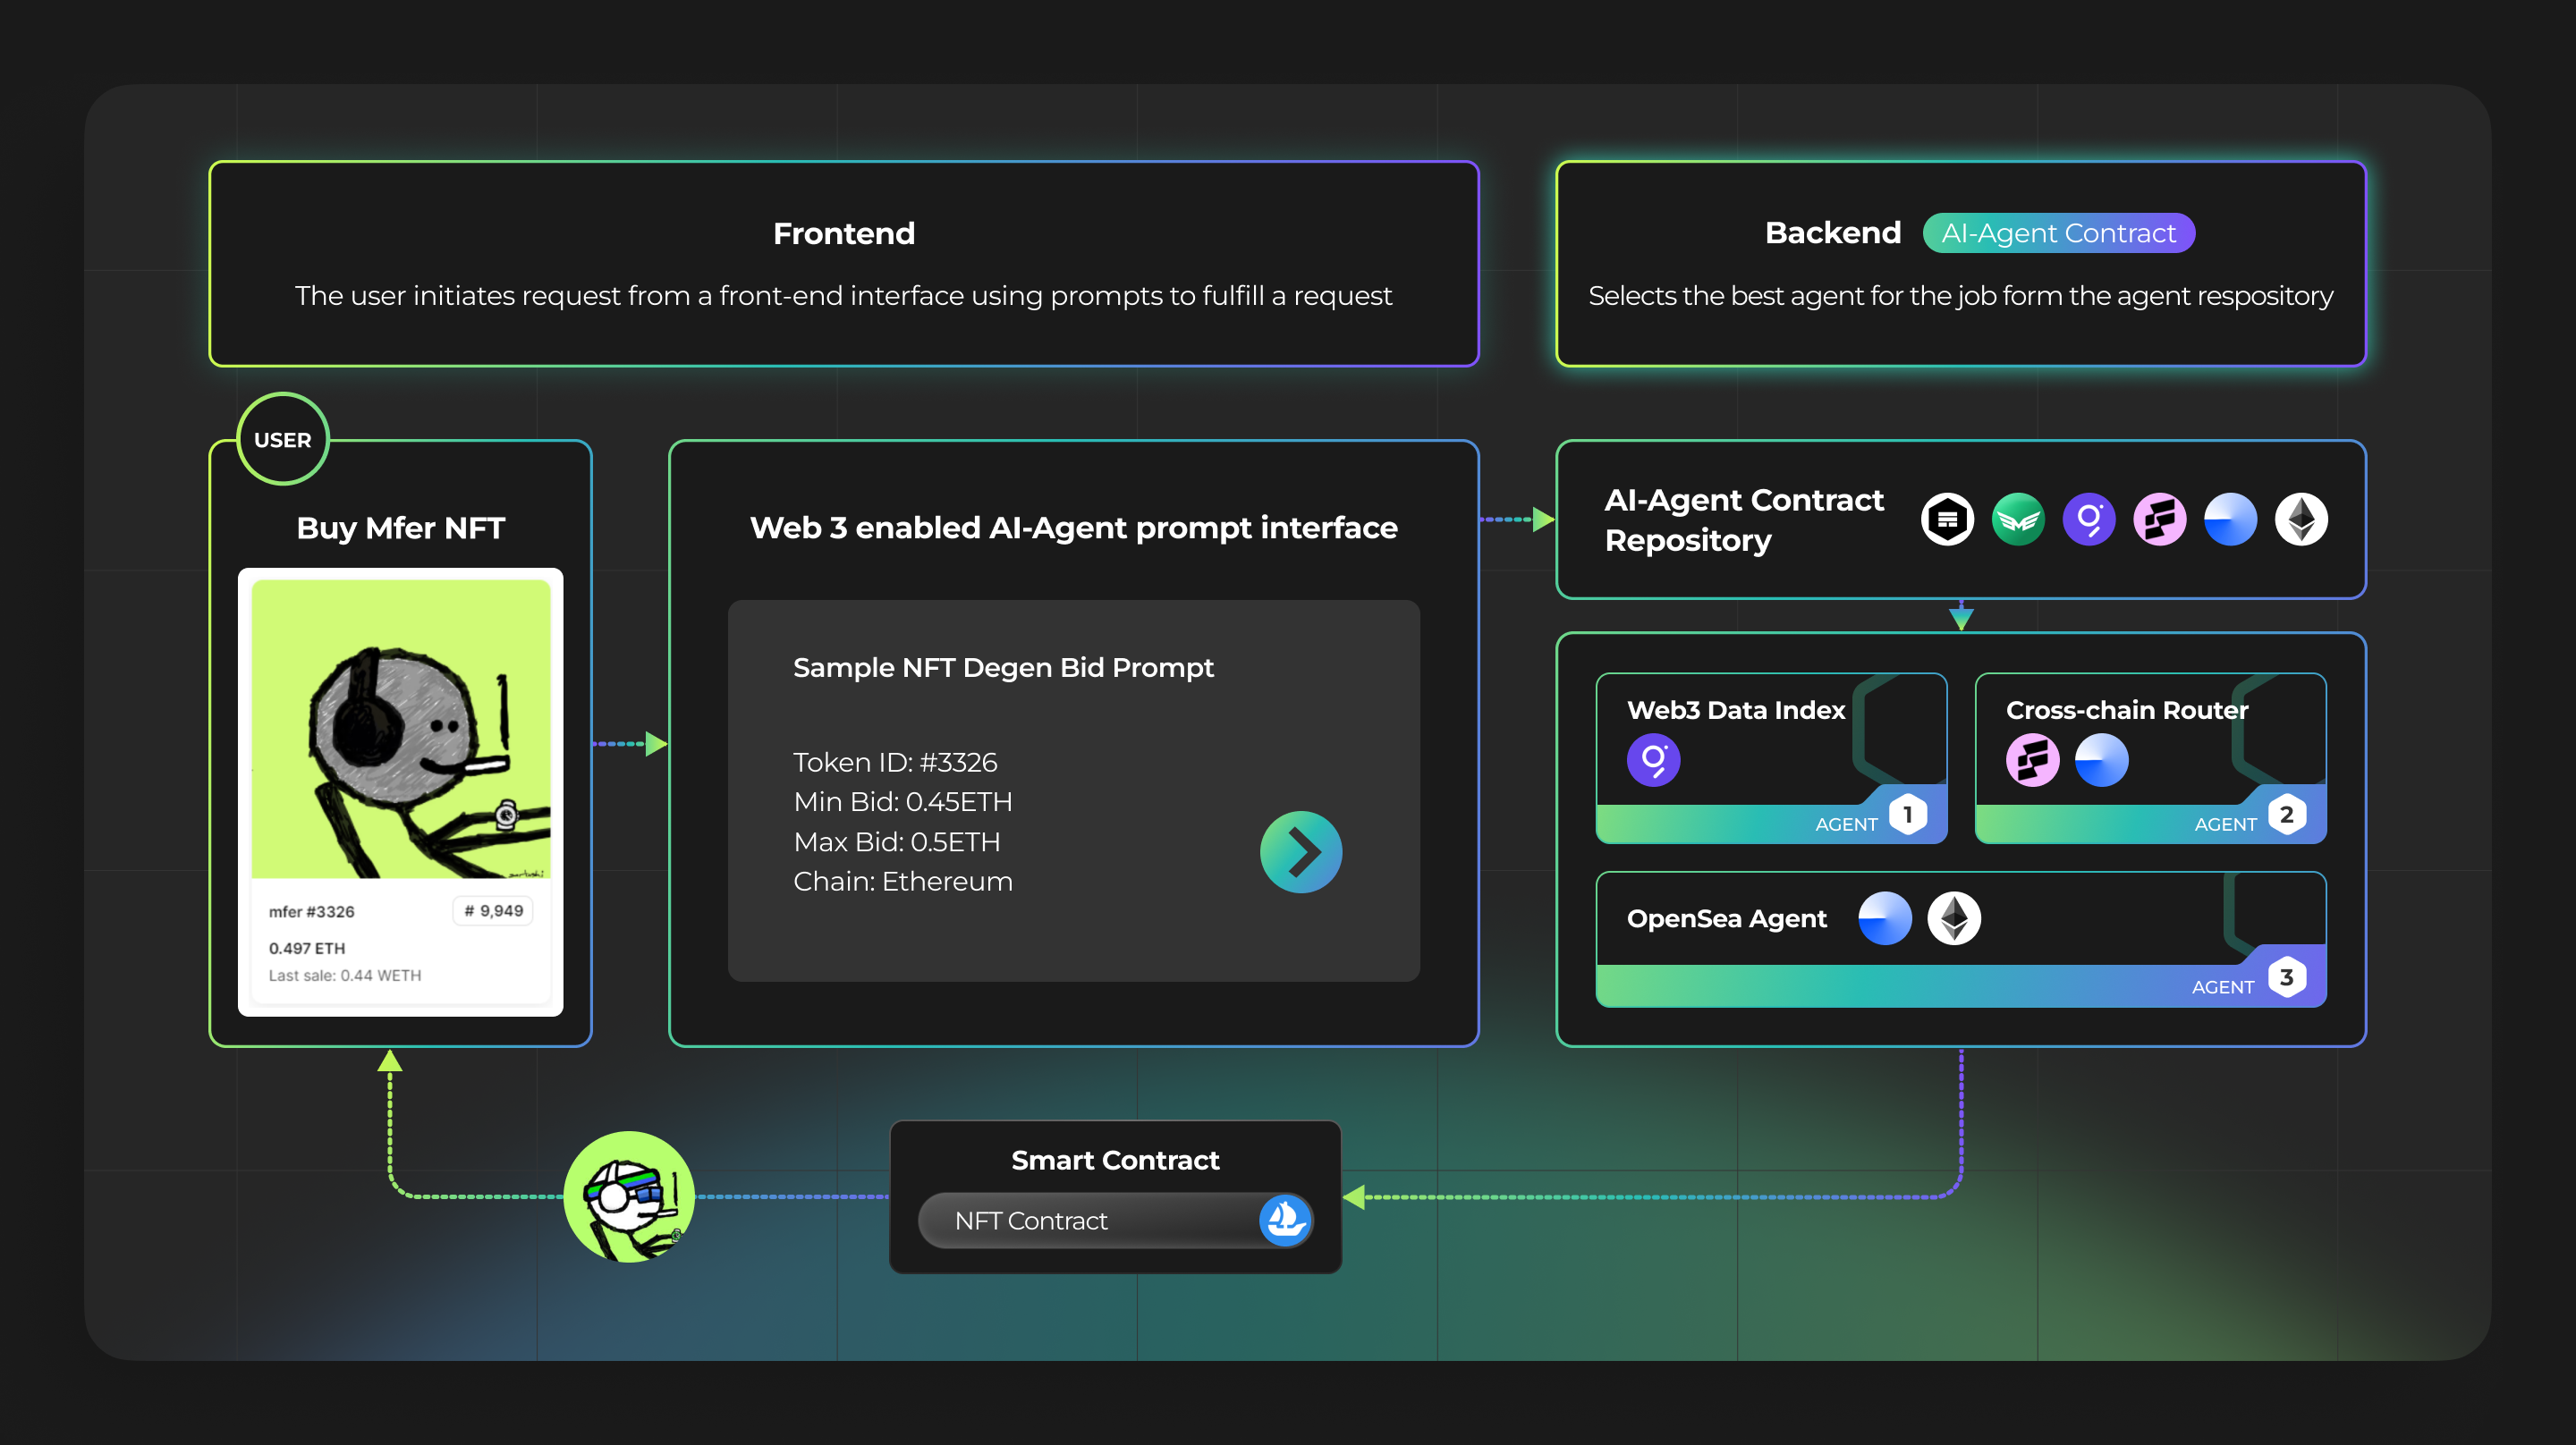 Frontend
The user initiates request from a front-end interface using prompts to fulfill a request
Backend
AI-Agent Contract
Selects the best agent for the job form the agent respository
USER
Buy Mfer NFT
mfer #3326
# 9,949
0.497 ETH
Last sale: 0.44 WETH
Web 3 enabled AI-Agent prompt interface
Sample NFT Degen Bid Prompt
Token ID: #3326
Min Bid: 0.45ETH
Max Bid: 0.5ETH
Chain: Ethereum
AI-Agent Contract
Repository
Web3 Data Index
AGENT 1
Cross-chain Router
AGENT 2
OpenSea Agent
AGENT 3
Smart Contract
NFT Contract